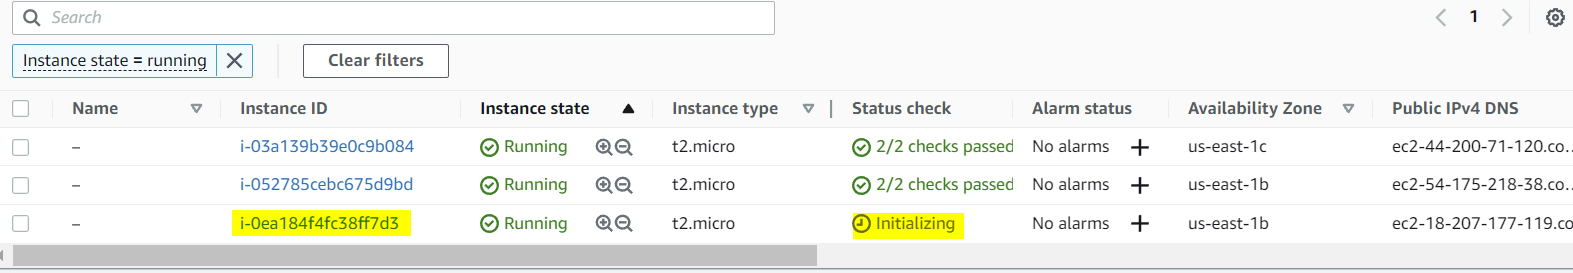 Search
1
Instance state = running
Clear filters
Name Instance ID Instance state Instance type Status check Alarm status Availability Zone Public IPv4 DNS
– i-03a139b39e0c9b084 Running t2.micro 2/2 checks passed No alarms + us-east-1c ec2-44-200-71-120.co...
– i-052785cebc675d9bd Running t2.micro 2/2 checks passed No alarms + us-east-1b ec2-54-175-218-38.co...
– i-0ea184f4fc38ff7d3 Running t2.micro Initializing No alarms + us-east-1b ec2-18-207-177-119.co